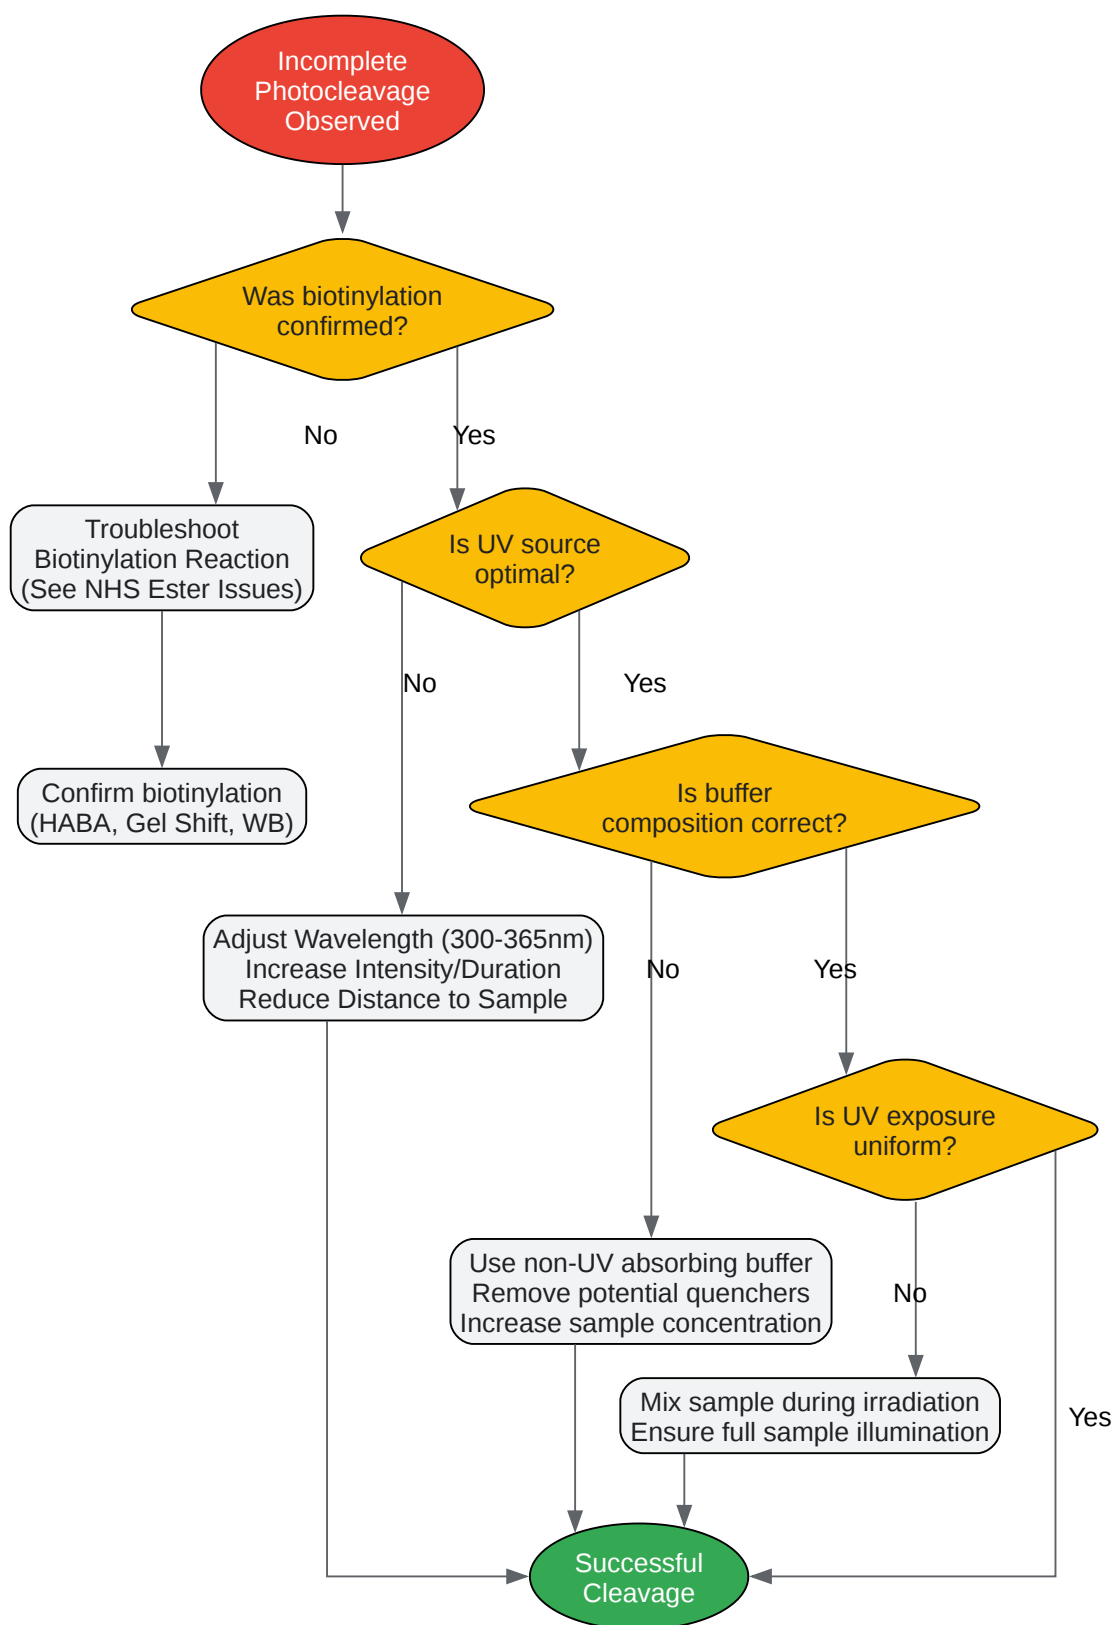 Incomplete
Photocleavage
Observed
Was biotinylation
confirmed?
No
Yes
Troubleshoot
Biotinylation Reaction
(See NHS Ester Issues)
Is UV source
optimal?
No
Yes
Confirm biotinylation
(HABA, Gel Shift, WB)
Is buffer
composition correct?
Adjust Wavelength (300-365nm)
Increase Intensity/Duration
Reduce Distance to Sample
No
Yes
Is UV exposure
uniform?
Use non-UV absorbing buffer
Remove potential quenchers
Increase sample concentration
No
Mix sample during irradiation
Ensure full sample illumination
Yes
Successful
Cleavage